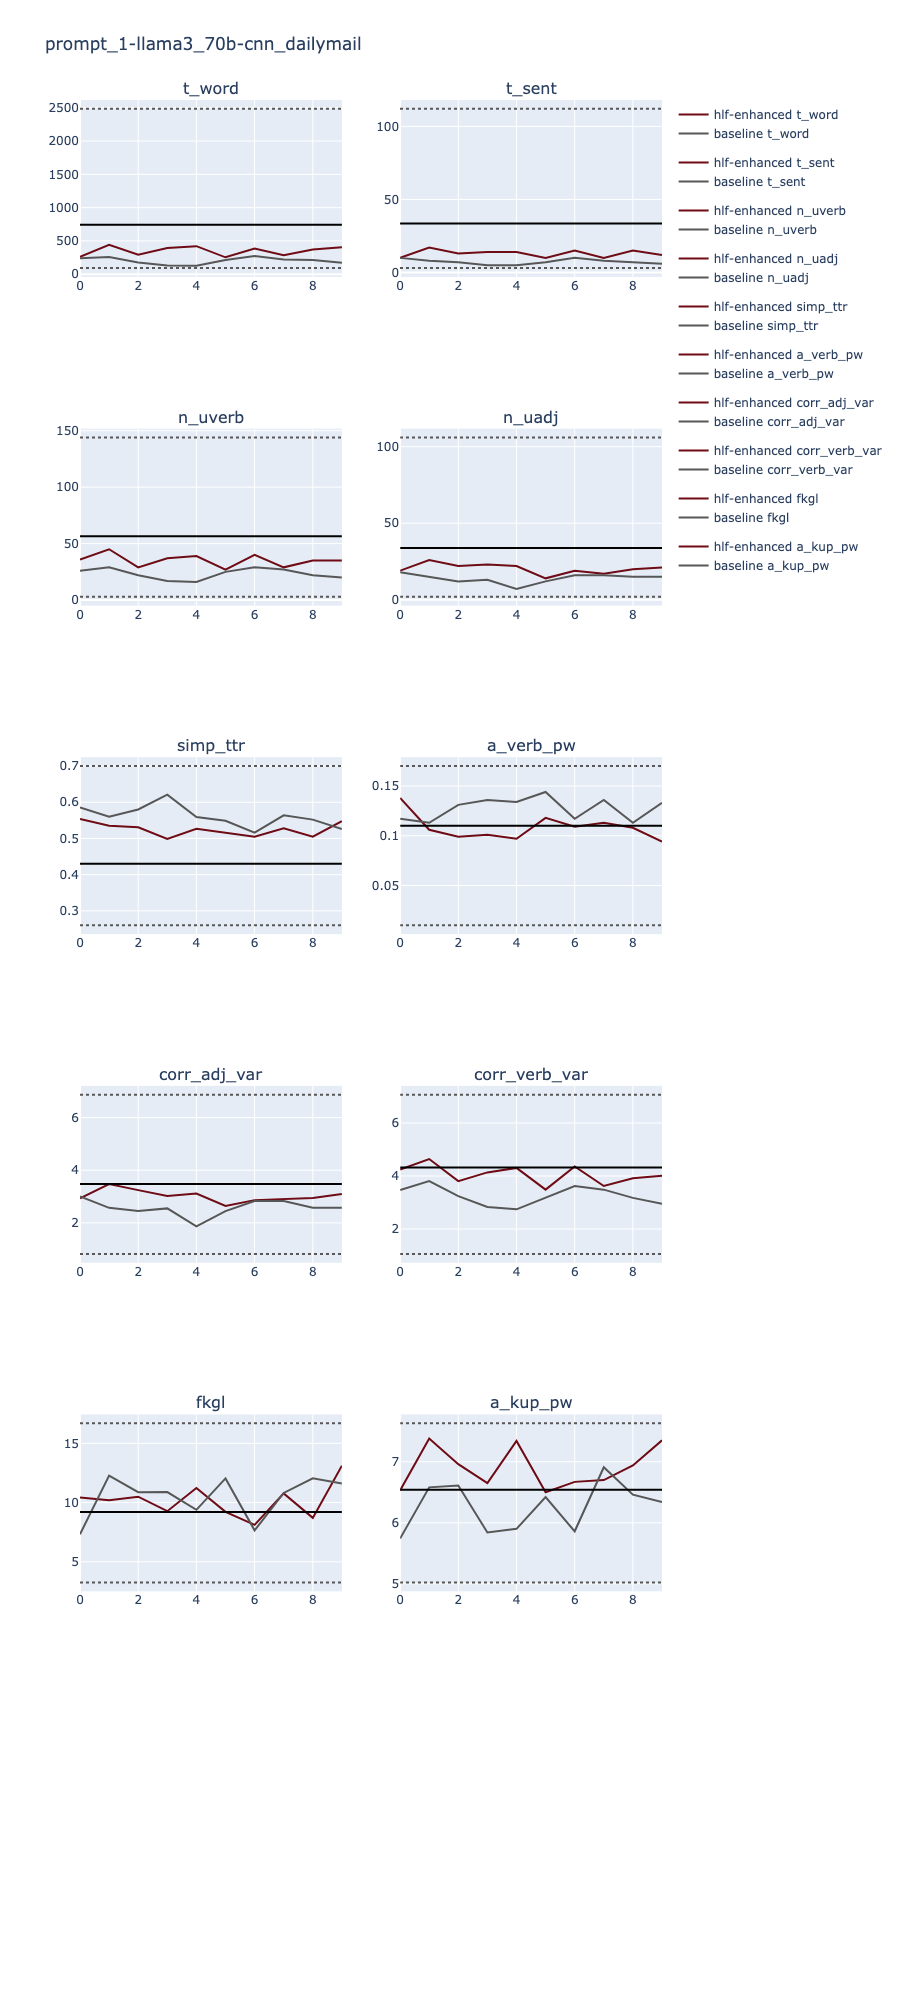 prompt_1-llama3_70b-cnn_dailymail
t_word
t_sent
2500
2000
1500
1000
500
0
0 2 4 6 8
100
50
0
0 2 4 6 8
hlf-enhanced t_word
baseline t_word
hlf-enhanced t_sent
baseline t_sent
hlf-enhanced n_uverb
baseline n_uverb
hlf-enhanced n_uadj
baseline n_uadj
hlf-enhanced simp_ttr
baseline simp_ttr
hlf-enhanced a_verb_pw
baseline a_verb_pw
hlf-enhanced corr_adj_var
baseline corr_adj_var
hlf-enhanced corr_verb_var
baseline corr_verb_var
hlf-enhanced fkgl
baseline fkgl
hlf-enhanced a_kup_pw
baseline a_kup_pw
n_uverb
n_uadj
150
100
50
0
0 2 4 6 8
100
50
0
0 2 4 6 8
simp_ttr
a_verb_pw
0.7
0.6
0.5
0.4
0.3
0 2 4 6 8
0.15
0.1
0.05
0 2 4 6 8
corr_adj_var
corr_verb_var
6
4
2
0 2 4 6 8
6
4
2
0 2 4 6 8
fkgl
a_kup_pw
15
10
5
0 2 4 6 8
7
6
5
0 2 4 6 8